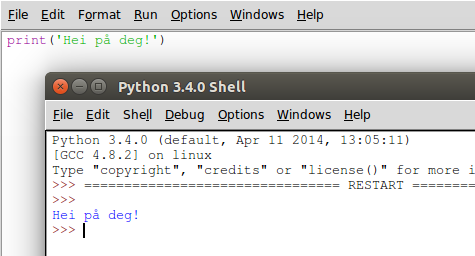 File Edit Format Run Options Windows Help
print('Hei på deg!')
Python 3.4.0 Shell
File Edit Shell Debug Options Windows Help
Python 3.4.0 (default, Apr 11 2014, 13:05:11)
[GCC 4.8.2] on linux
Type "copyright", "credits" or "license()" for more i
>>> ================================ RESTART ========
>>>
Hei på deg!
>>>